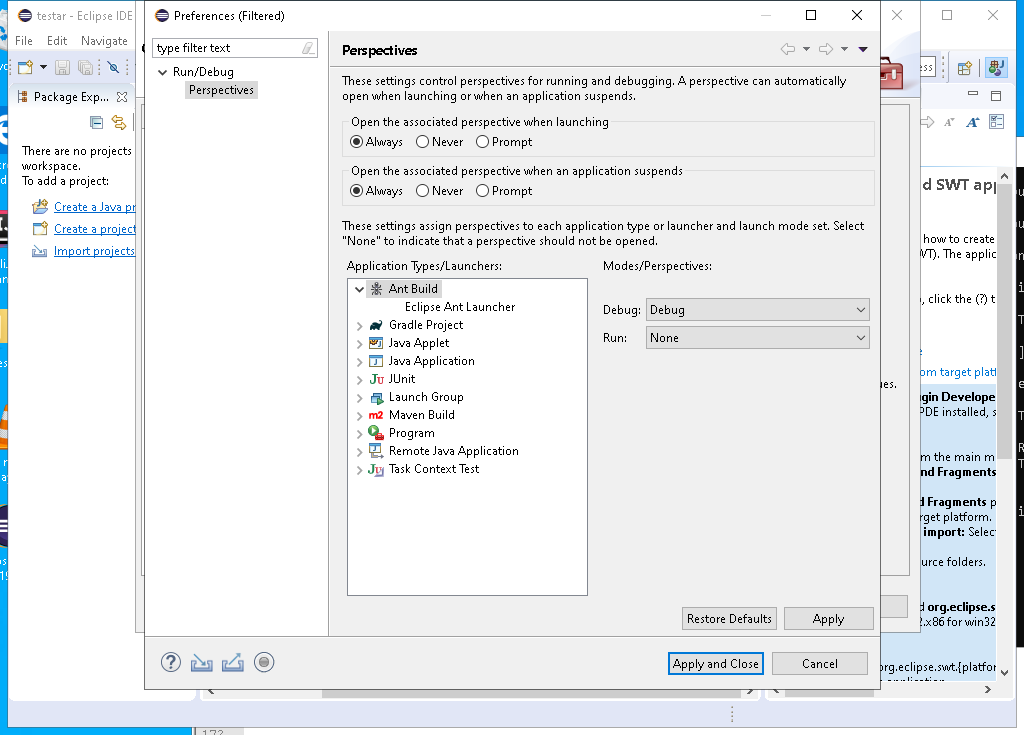 testar - Eclipse IDE
Preferences (Filtered)
File Edit Navigate
type filter text
Perspectives
Run/Debug
Perspectives
ess
Package Exp...
These settings control perspectives for running and debugging. A perspective can automatically
open when launching or when an application suspends.
Open the associated perspective when launching
Always Never Prompt
There are no projects
workspace.
To add a project:
Open the associated perspective when an application suspends
Always Never Prompt
d SWT app
Create a Java pr
Create a project
Import projects
These settings assign perspectives to each application type or launcher and launch mode set. Select
"None" to indicate that a perspective should not be opened.
how to create
WT). The applic
Application Types/Launchers:
Modes/Perspectives:
Ant Build
Eclipse Ant Launcher
Gradle Project
Java Applet
Java Application
JUnit
Launch Group
Maven Build
Program
Remote Java Application
Task Context Test
Debug: Debug
Run: None
, click the (?) t
om target platf
ues.
gin Develope
PDE installed, s
m the main m
nd Fragments
d Fragments p
rget platform.
import: Selec
urce folders.
d org.eclipse.s
2.x86 for win32
Restore Defaults
Apply
Apply and Close
Cancel
org.eclipse.swt.{platfor
application
172